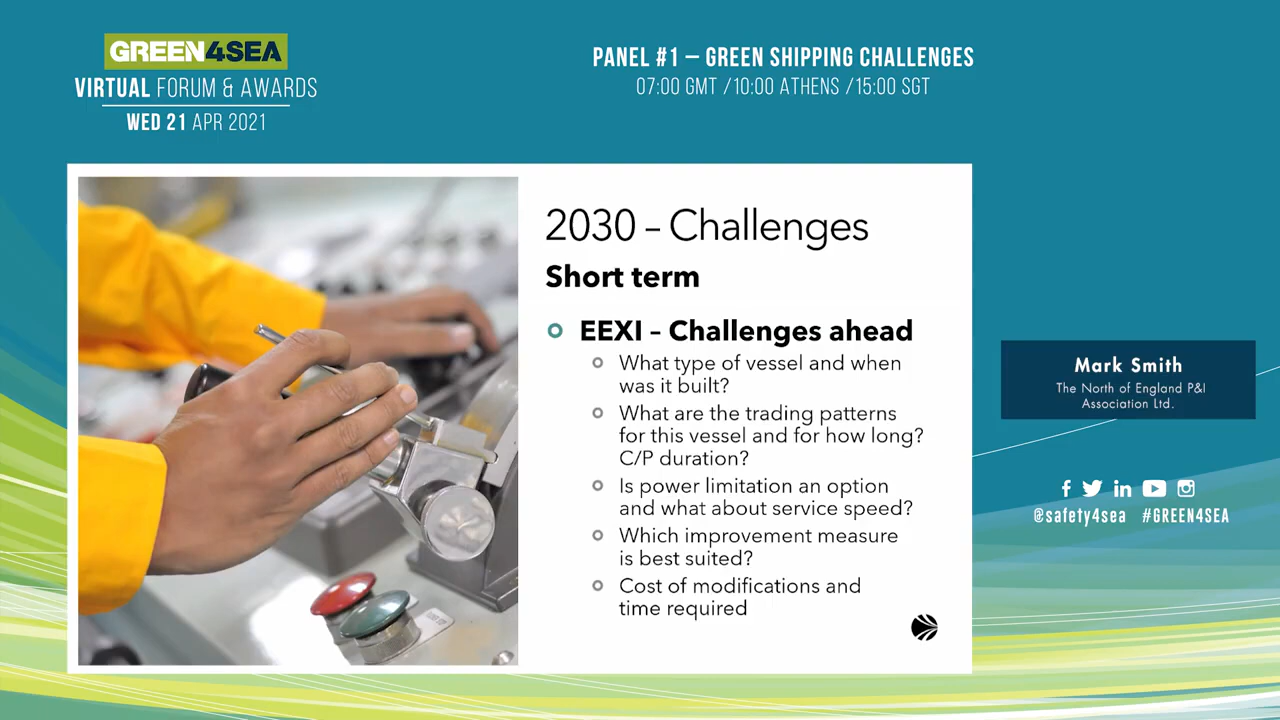 GREEN4SEA
VIRTUAL FORUM & AWARDS
WED 21 APR 2021
PANEL #1 – GREEN SHIPPING CHALLENGES
07:00 GMT /10:00 ATHENS /15:00 SGT
2030 – Challenges
Short term
EEXI – Challenges ahead
What type of vessel and when
was it built?
What are the trading patterns
for this vessel and for how long?
C/P duration?
Is power limitation an option
and what about service speed?
Which improvement measure
is best suited?
Cost of modifications and
time required
Mark Smith
The North of England P&I
Association Ltd.
@safety4sea #GREEN4SEA